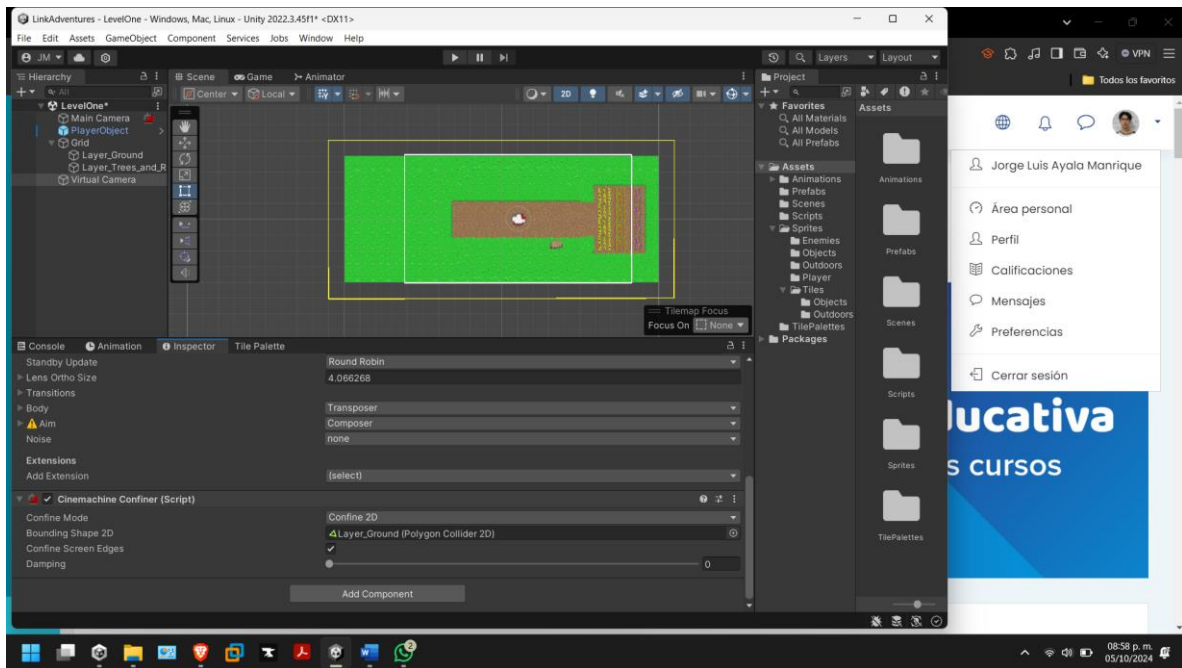 LinkAdventures - LevelOne - Windows, Mac, Linux - Unity 2022.3.45f1* <DX11>
File Edit Assets GameObject Component Services Jobs Window Help
JM
Layers
Layout
VPN
Todos los favoritos
Hierarchy
All
LevelOne*
Main Camera
PlayerObject
Grid
Layer_Ground
Layer_Trees_and_R
Virtual Camera
Scene Game Animator
Center Local
2D
Tilemap Focus
Focus On None
Project
Favorites
All Materials
All Models
All Prefabs
Assets
Animations
Prefabs
Scenes
Scripts
Sprites
Enemies
Objects
Outdoors
Player
Tiles
Objects
Outdoors
TilePalettes
Packages
Assets
Animations
Prefabs
Scenes
Scripts
Sprites
TilePalettes
Console Animation Inspector Tile Palette
Standby Update Round Robin
Lens Ortho Size 4.066268
Transitions
Body Transposer
Aim Composer
Noise none
Extensions
Add Extension (select)
Cinemachine Confiner (Script)
Confine Mode Confine 2D
Bounding Shape 2D Layer_Ground (Polygon Collider 2D)
Confine Screen Edges
Damping 0
Add Component
Jorge Luis Ayala Manrique
Área personal
Perfil
Calificaciones
Mensajes
Preferencias
Cerrar sesión
ucativa
s cursos
2
08:58 p. m.
05/10/2024